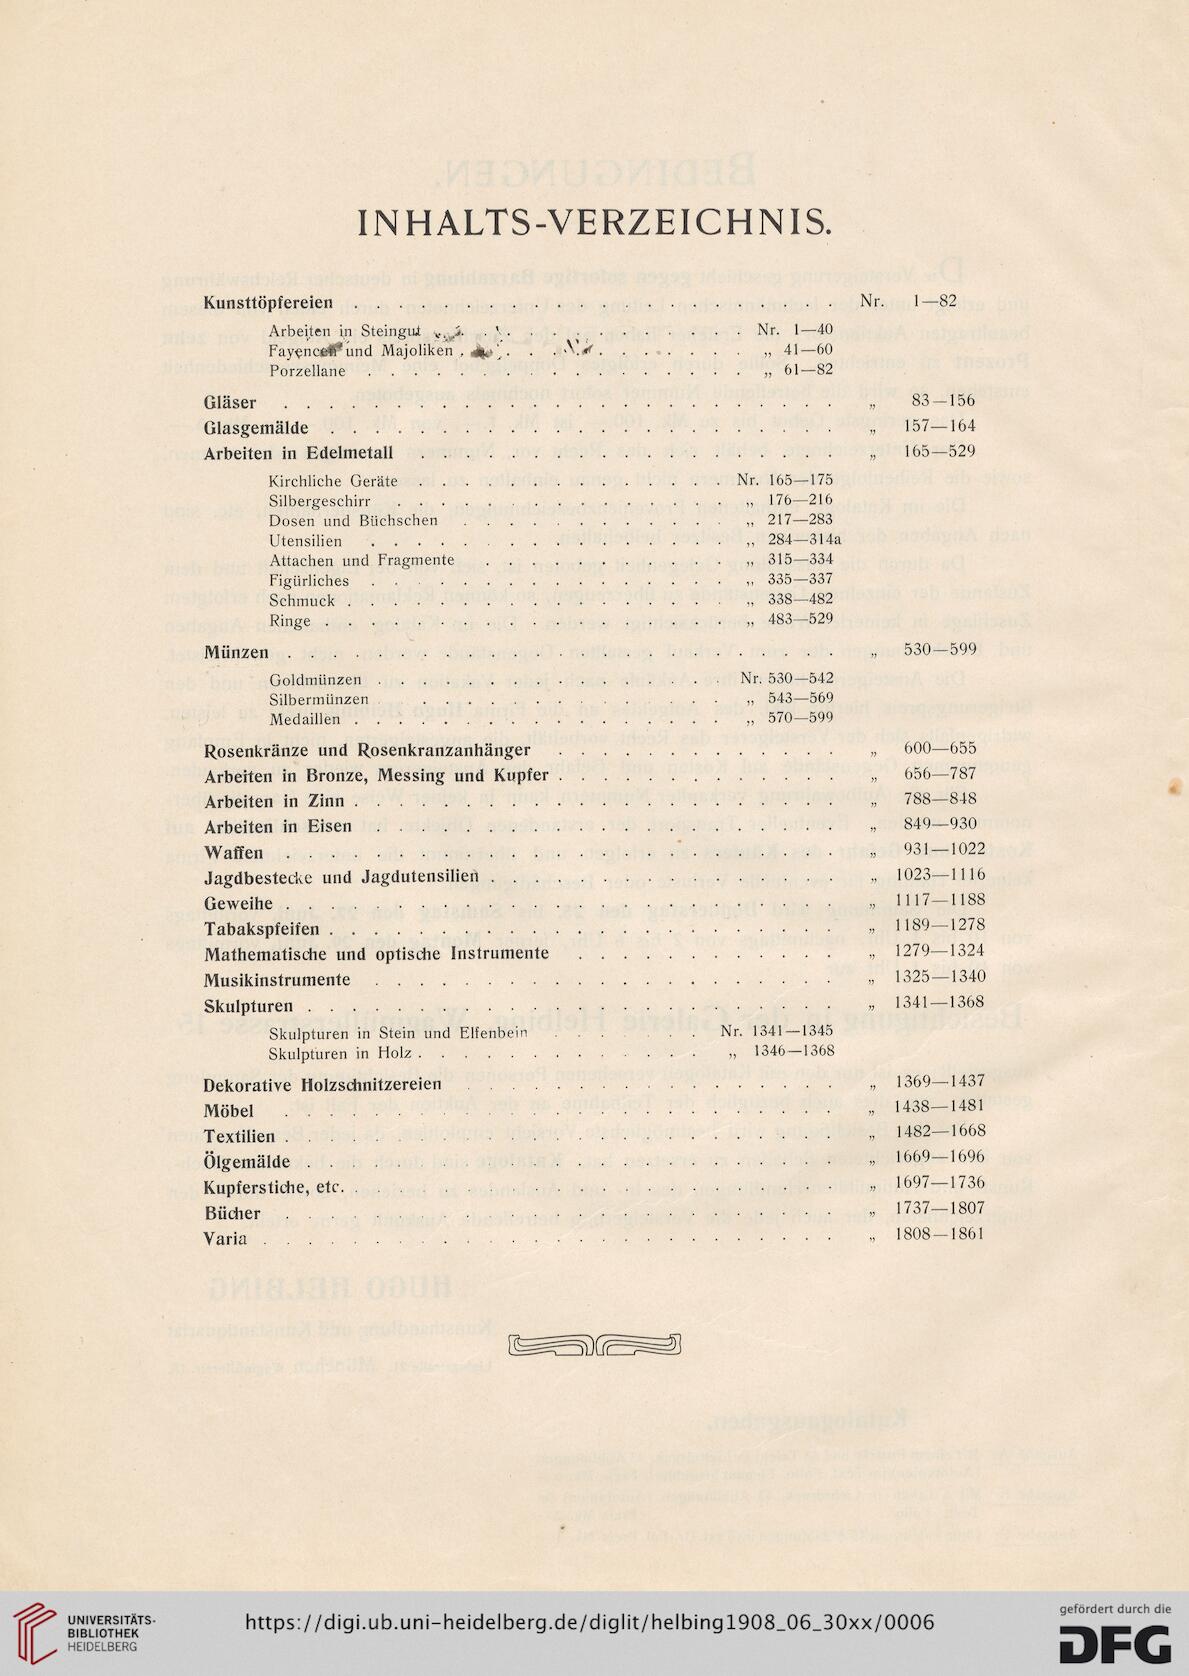 INHALTS-VERZEICHNIS.
Kunsttöpfereien . . . . . . . . . . . . . . . . . . . . . . Nr. 1—82
Arbeiten in Steingut . . . . . . . . . . . . . Nr. 1—40
Fayencen und Majoliken . . . . . . . . . . . . „ 41—60
Porzellane . . . . . . . . . . . . . . . . . „ 61—82
Gläser . . . . . . . . . . . . . . . . . . . . . . . . . „ 83—156
Glasgemälde . . . . . . . . . . . . . . . . . . . . . . . „ 157—164
Arbeiten in Edelmetall . . . . . . . . . . . . . . . . . . . „ 165—529
Kirchliche Geräte . . . . . . . . . . . . . . Nr. 165—175
Silbergeschirr . . . . . . . . . . . . . . . . „ 176—216
Dosen und Büchschen . . . . . . . . . . . . . „ 217—283
Utensilien . . . . . . . . . . . . . . . . . „ 284—314a
Attachen und Fragmente . . . . . . . . . . . . „ 315—334
Figürliches . . . . . . . . . . . . . . . . . „ 335—337
Schmuck . . . . . . . . . . . . . . . . . . „ 338—482
Ringe . . . . . . . . . . . . . . . . . . . „ 483—529
Münzen . . . . . . . . . . . . . . . . . . . . . . . . . „ 530—599
Goldmünzen . . . . . . . . . . . . . . . . Nr. 530—542
Silbermünzen . . . . . . . . . . . . . . . . „ 543—569
Medaillen . . . . . . . . . . . . . . . . . . „ 570—599
Rosenkränze und Rosenkranzanhänger . . . . . . . . . . . . . „ 600—655
Arbeiten in Bronze, Messing und Kupfer . . . . . . . . . . . . . „ 656—787
Arbeiten in Zinn . . . . . . . . . . . . . . . . . . . . . . „ 788—848
Arbeiten in Eisen . . . . . . . . . . . . . . . . . . . . „ 849—930
Waffen . . . . . . . . . . . . . . . . . . . . . . . . . „ 931—1022
Jagdbestecke und Jagdutensilien . . . . . . . . . . . . . . . . „ 1023—1116
Geweihe . . . . . . . . . . . . . . . . . . . . . . . . . „ 1117—1188
Tabakspfeifen . . . . . . . . . . . . . . . . . . . . . . . „ 1189—1278
Mathematische und optische Instrumente . . . . . . . . . . . . „ 1279—1324
Musikinstrumente . . . . . . . . . . . . . . . . . . . . . „ 1325—1340
Skulpturen . . . . . . . . . . . . . . . . . . . . . . . . „ 1341—1368
Skulpturen in Stein und Elfenbein . . . . . . . Nr. 1341—1345
Skulpturen in Holz . . . . . . . . . . . . . „ 1346—1368
Dekorative Holzschnitzereien . . . . . . . . . . . . . . . . . „ 1369—1437
Möbel . . . . . . . . . . . . . . . . . . . . . . . . . „ 1438—1481
Textilien . . . . . . . . . . . . . . . . . . . . . . . . . „ 1482—1668
Ölgemälde . . . . . . . . . . . . . . . . . . . . . . . . „ 1669—1696
Kupferstiche, etc. . . . . . . . . . . . . . . . . . . . . . . „ 1697—1736
Bücher . . . . . . . . . . . . . . . . . . . . . . . . . „ 1737—1807
Varia . . . . . . . . . . . . . . . . . . . . . . . . . . „ 1808—1861
UNIVERSITÄTS-
BIBLIOTHEK
HEIDELBERG
https://digi.ub.uni-heidelberg.de/diglit/helbing1908_06_30xx/0006
gefördert durch die
DFG